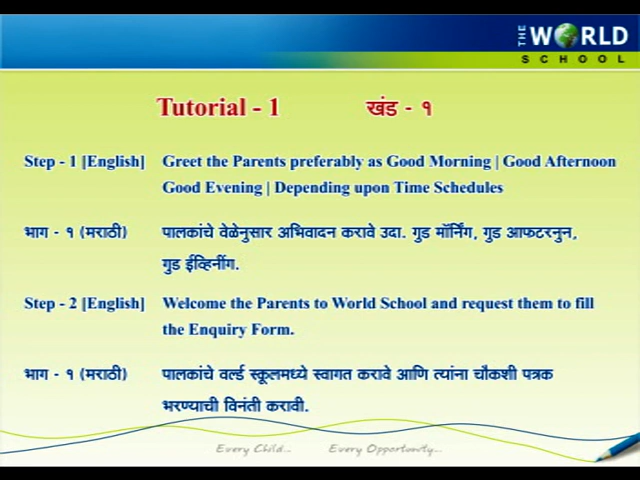 THE WORLD
SCHOOL
Tutorial - 1 खंड - १
Step - 1 [English] Greet the Parents preferably as Good Morning | Good Afternoon
Good Evening | Depending upon Time Schedules
भाग - १ (मराठी) पालकांचे वेळेनुसार अभिवादन करावे उदा. गुड मॉर्निंग, गुड आफटरनुन,
गुड ईव्हिनींग.
Step - 2 [English] Welcome the Parents to World School and request them to fill
the Enquiry Form.
भाग - १ (मराठी) पालकांचे वर्ल्ड स्कूलमध्ये स्वागत करावे आणि त्यांना चौकशी पत्रक
भरण्याची विनंती करावी.
Every Child... Every Opportunity...